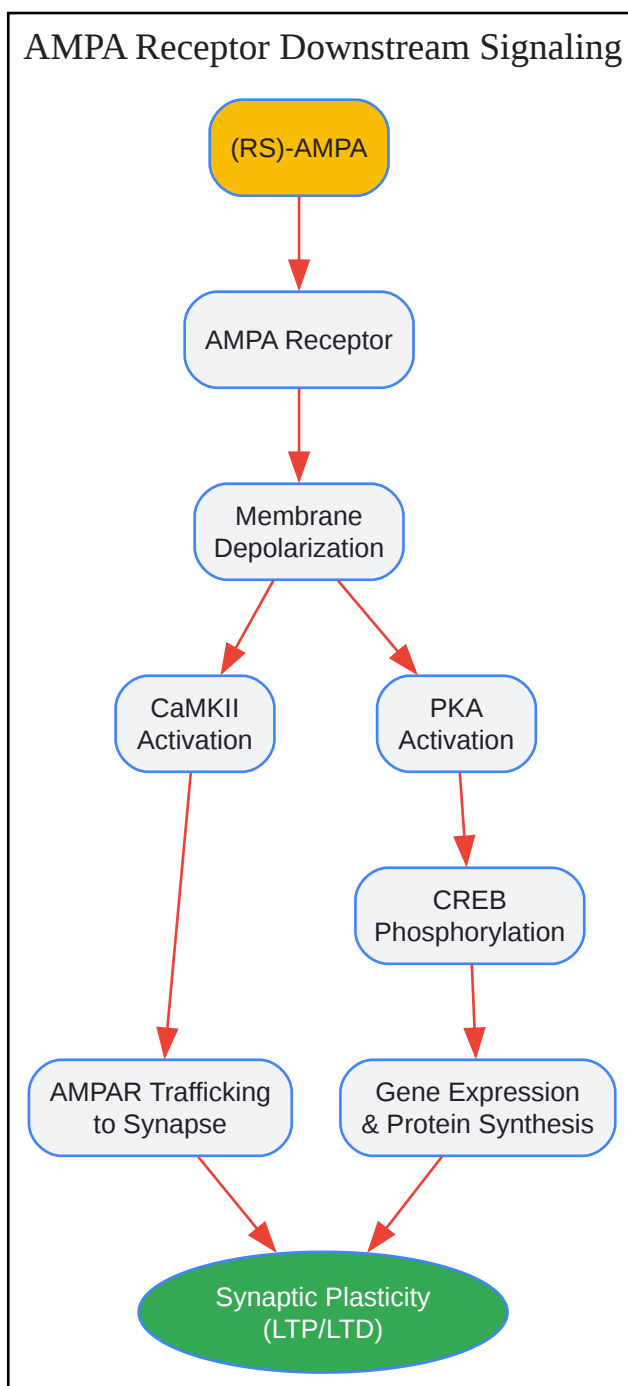 AMPA Receptor Downstream Signaling
(RS)-AMPA
AMPA Receptor
Membrane
Depolarization
CaMKII
Activation
PKA
Activation
CREB
Phosphorylation
AMPAR Trafficking
to Synapse
Gene Expression
& Protein Synthesis
Synaptic Plasticity
(LTP/LTD)